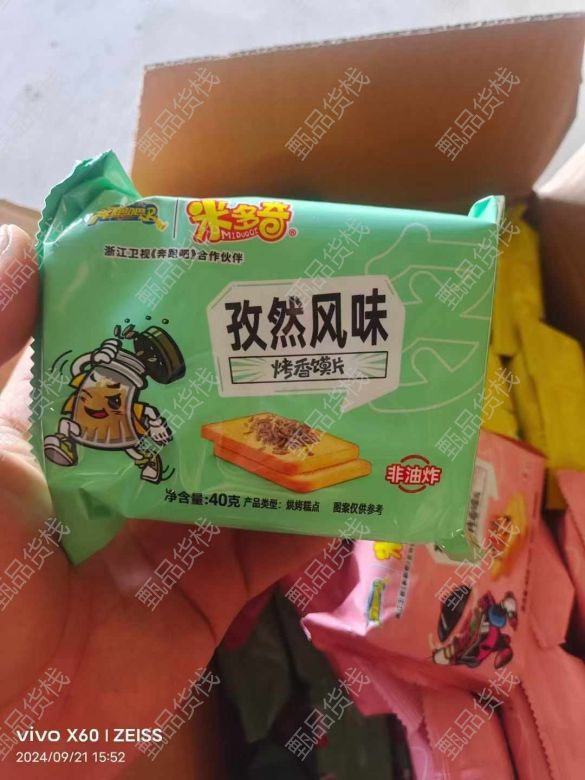 奔跑吧
米多奇®
MIDUOQI
浙江卫视《奔跑吧》合作伙伴
孜然风味
烤香馍片
非油炸
净含量:40克 产品类型：烘烤糕点 图案仅供参考
vivo X60 | ZEISS
2024/09/21 15:52
甄品货栈